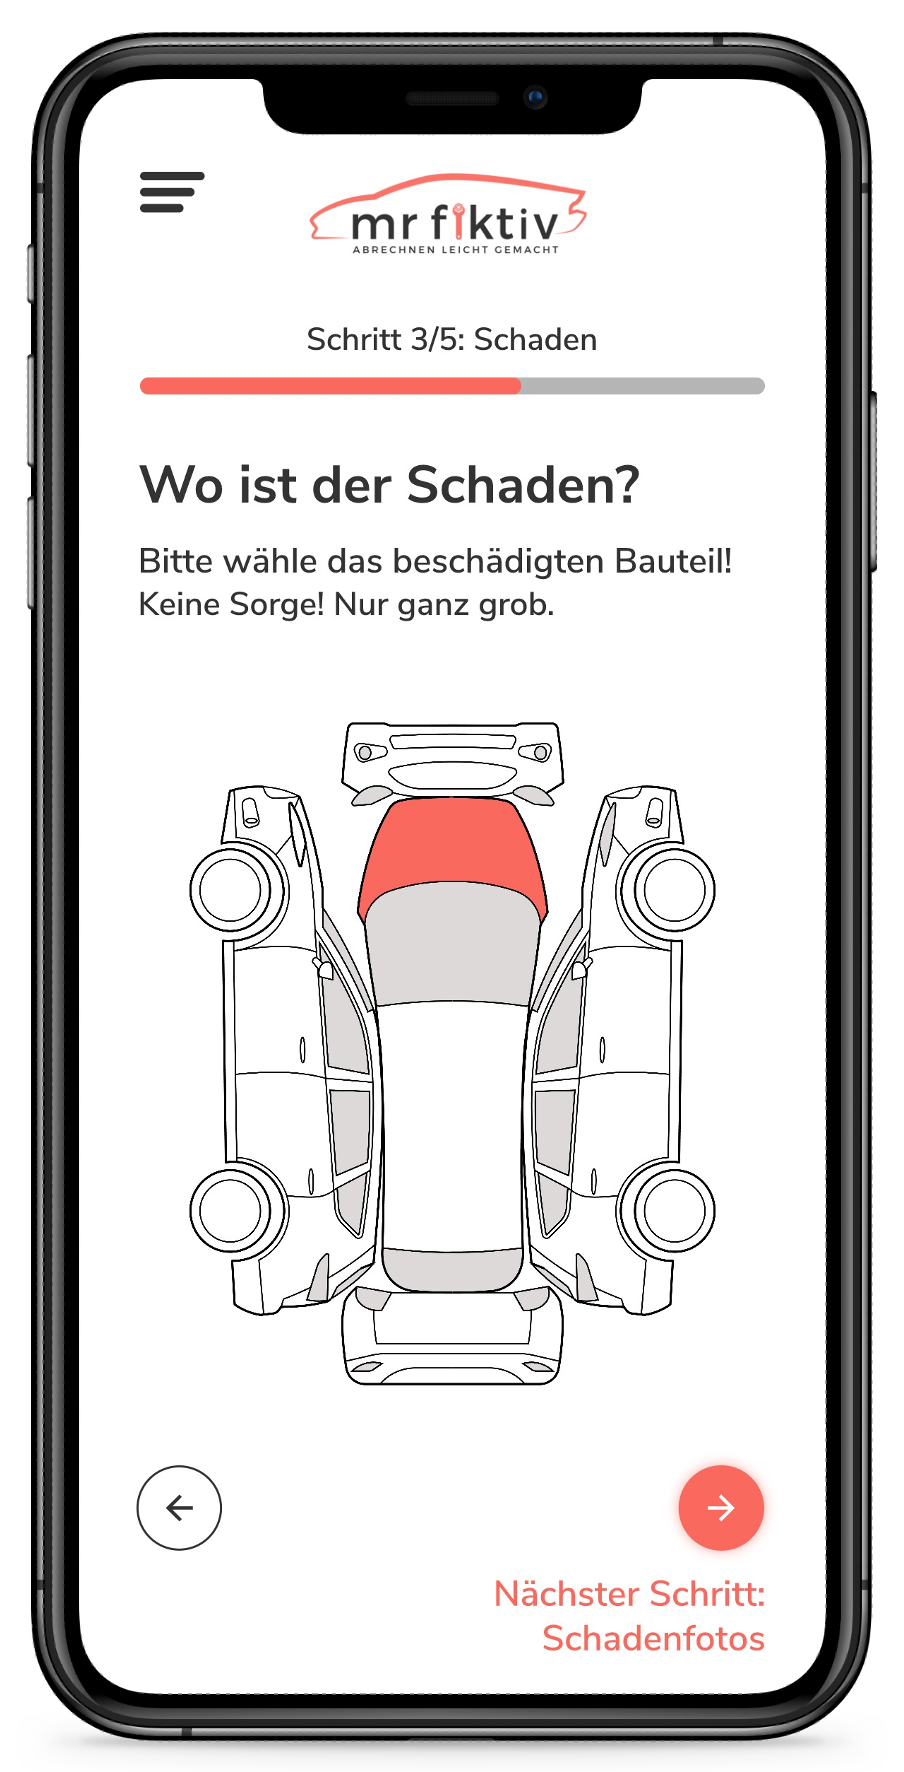 mr fiktiv
ABRECHNEN LEICHT GEMACHT
Schritt 3/5: Schaden
Wo ist der Schaden?
Bitte wähle das beschädigten Bauteil!
Keine Sorge! Nur ganz grob.
Nächster Schritt:
Schadenfotos